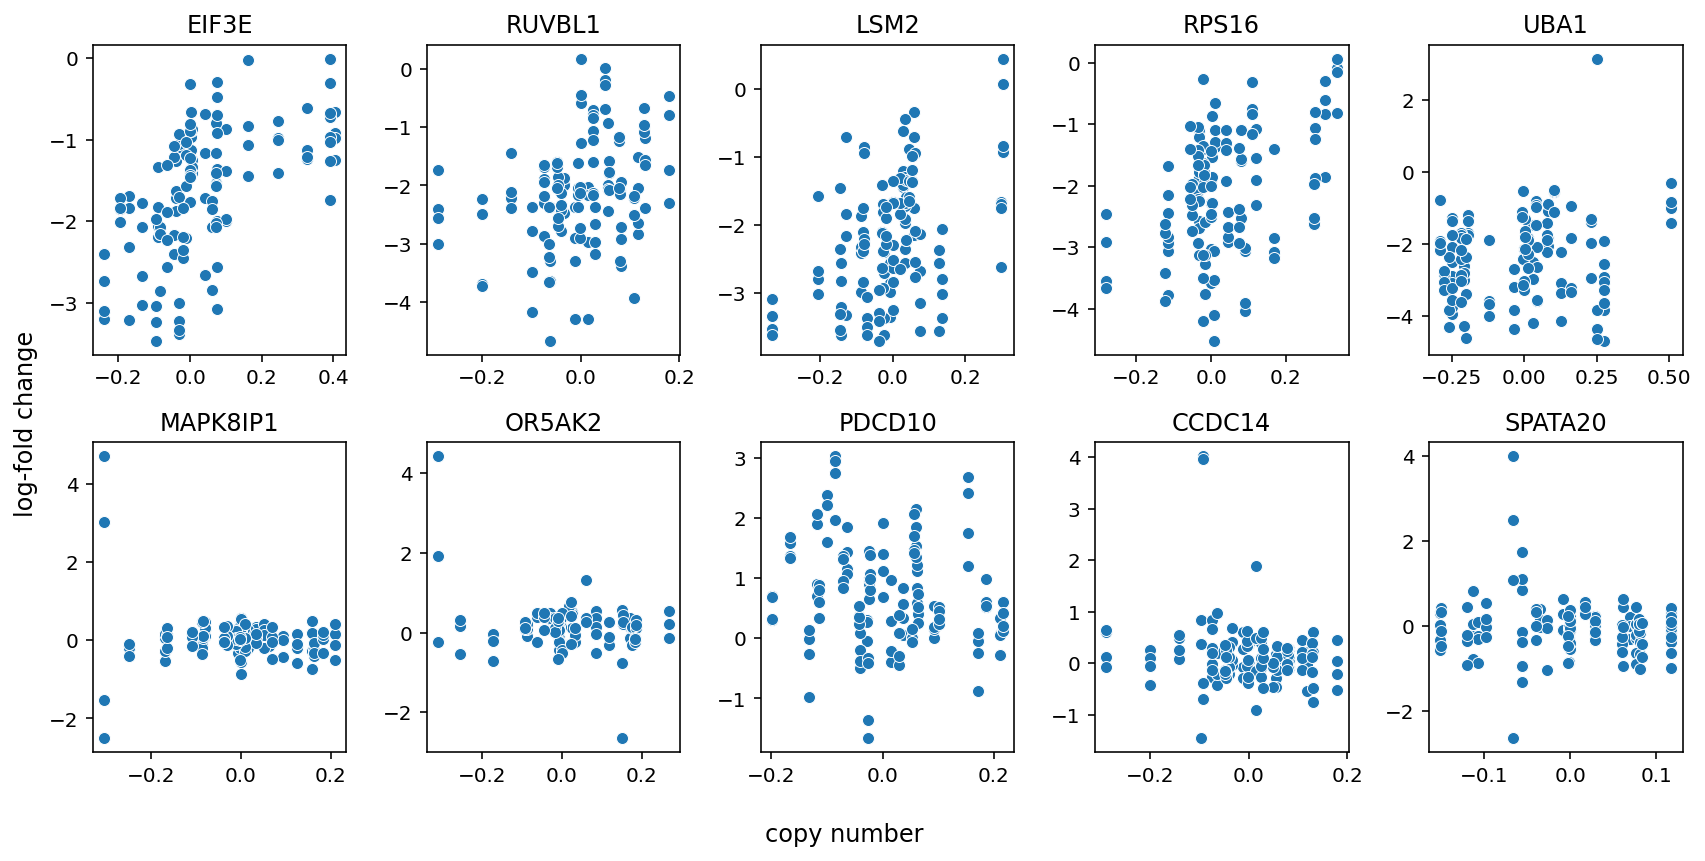 EIF3E RUVBL1 LSM2 RPS16 UBA1
0 −1 −2 −3
−0.2 0.0 0.2 0.4
0 −1 −2 −3 −4
−0.2 0.0 0.2
0 −1 −2 −3
−0.2 0.0 0.2
0 −1 −2 −3 −4
−0.2 0.0 0.2
2 0 −2 −4
−0.25 0.00 0.25 0.50
log-fold change
MAPK8IP1 OR5AK2 PDCD10 CCDC14 SPATA20
4 2 0 −2
−0.2 0.0 0.2
4 2 0 −2
−0.2 0.0 0.2
3 2 1 0 −1
−0.2 0.0 0.2
4 3 2 1 0 −1
−0.2 0.0 0.2
4 2 0 −2
−0.1 0.0 0.1
copy number